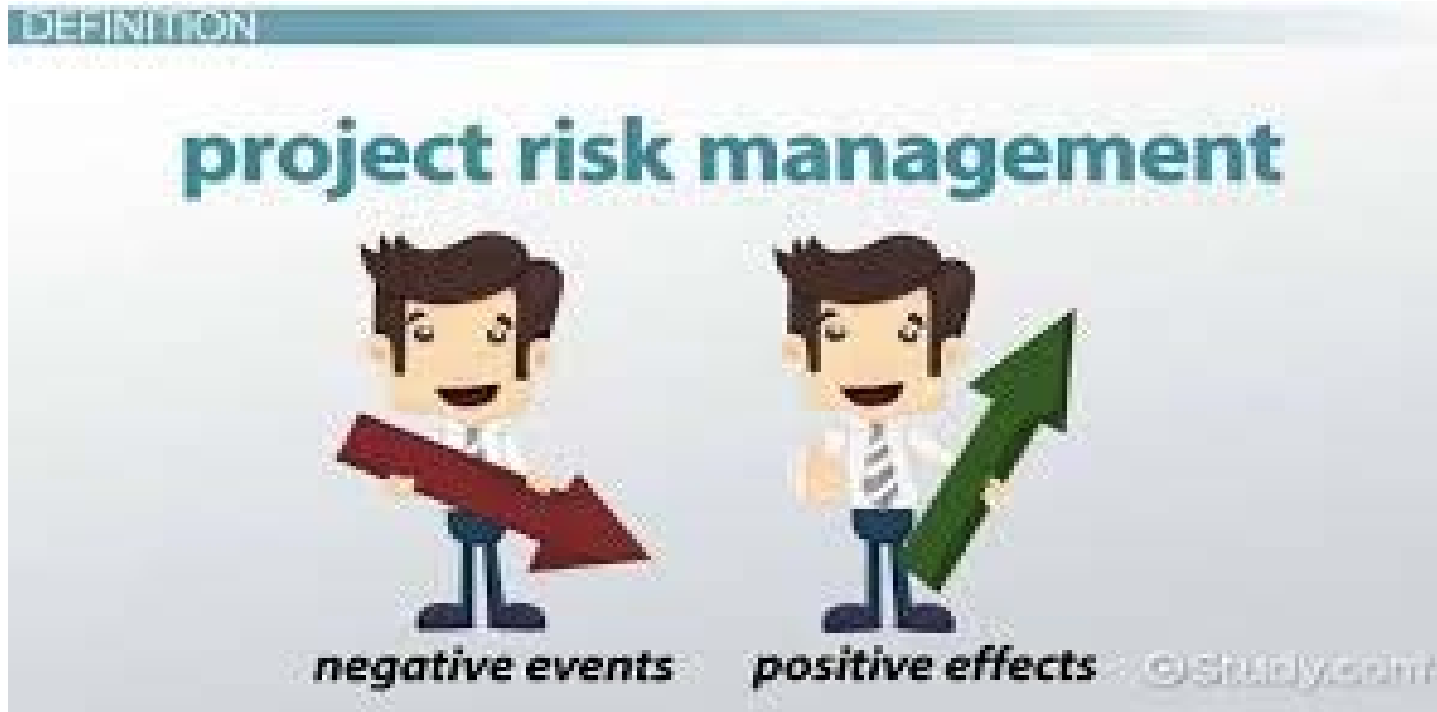 DEFINITION
project risk management
negative events
positive effects
© Study.com